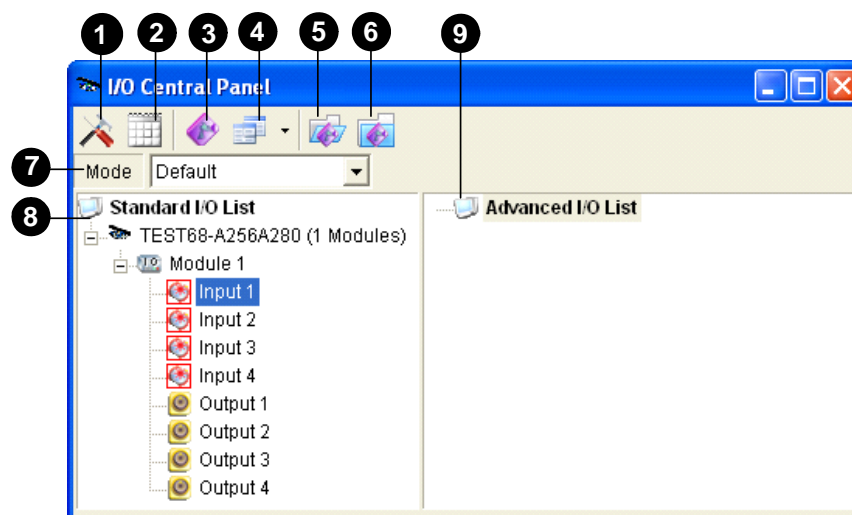 1 2 3 4 5 6 9
I/O Central Panel
7 Mode Default
8 Standard I/O List
Advanced I/O List
TEST68-A256A280 (1 Modules)
I/O Module 1
Input 1
Input 2
Input 3
Input 4
Output 1
Output 2
Output 3
Output 4